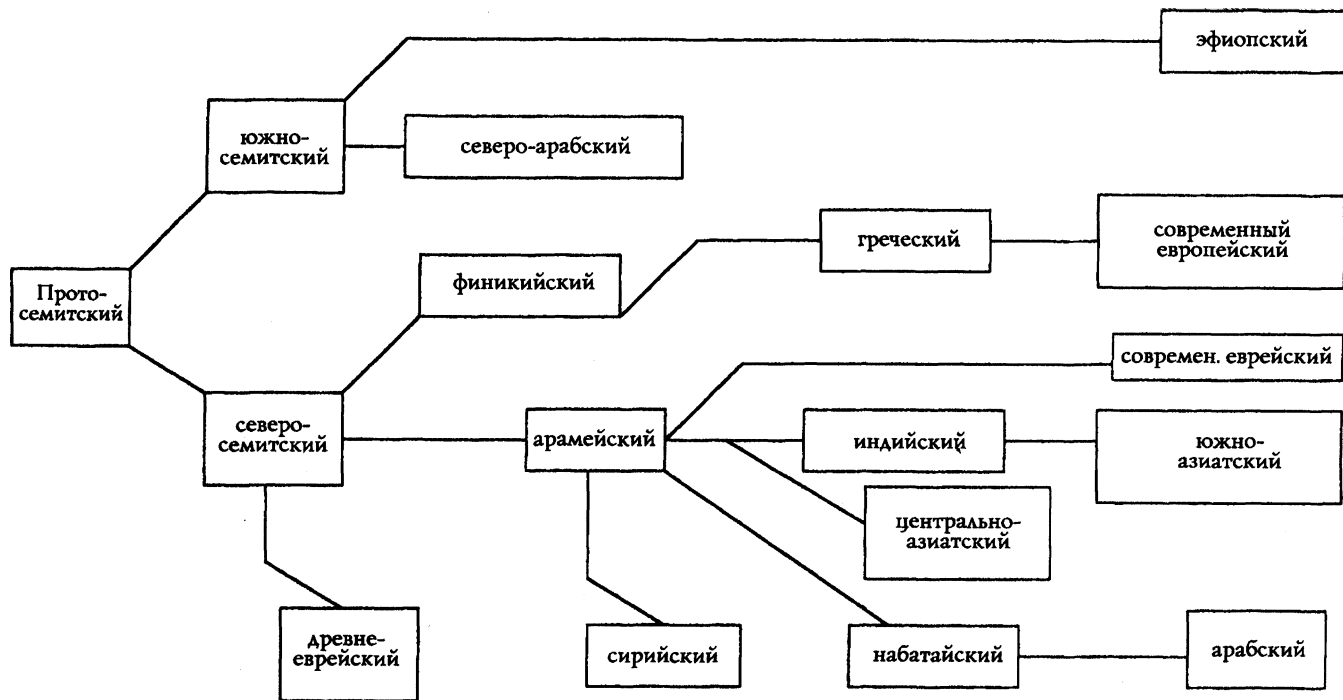 эфиопский
южно-
семитский
северо-арабский
греческий
современный
европейский
финикийский
Прото-
семитский
современ. еврейский
северо-
семитский
арамейский
индийский
южно-
азиатский
центрально-
азиатский
древне-
еврейский
сирийский
набатайский
арабский